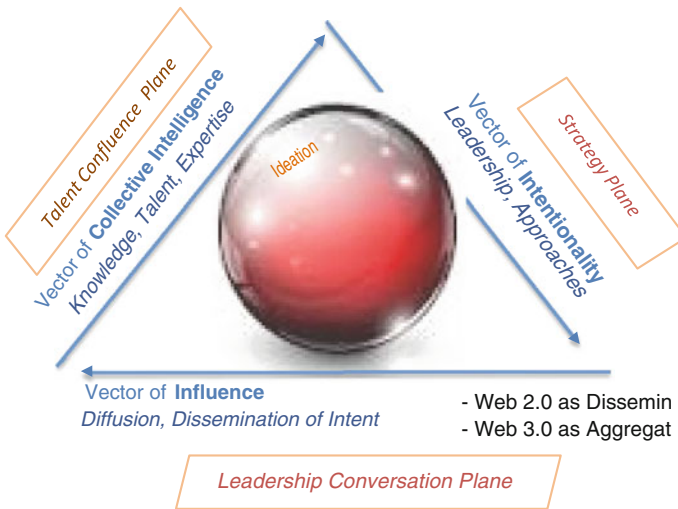 Talent Confluence Plane
Vector of Collective Intelligence
Knowledge, Talent, Expertise
Ideation
Vector of Intentionality
Leadership, Approaches
Strategy Plane
Vector of Influence
Diffusion, Dissemination of Intent
- Web 2.0 as Dissemin
- Web 3.0 as Aggregat
Leadership Conversation Plane